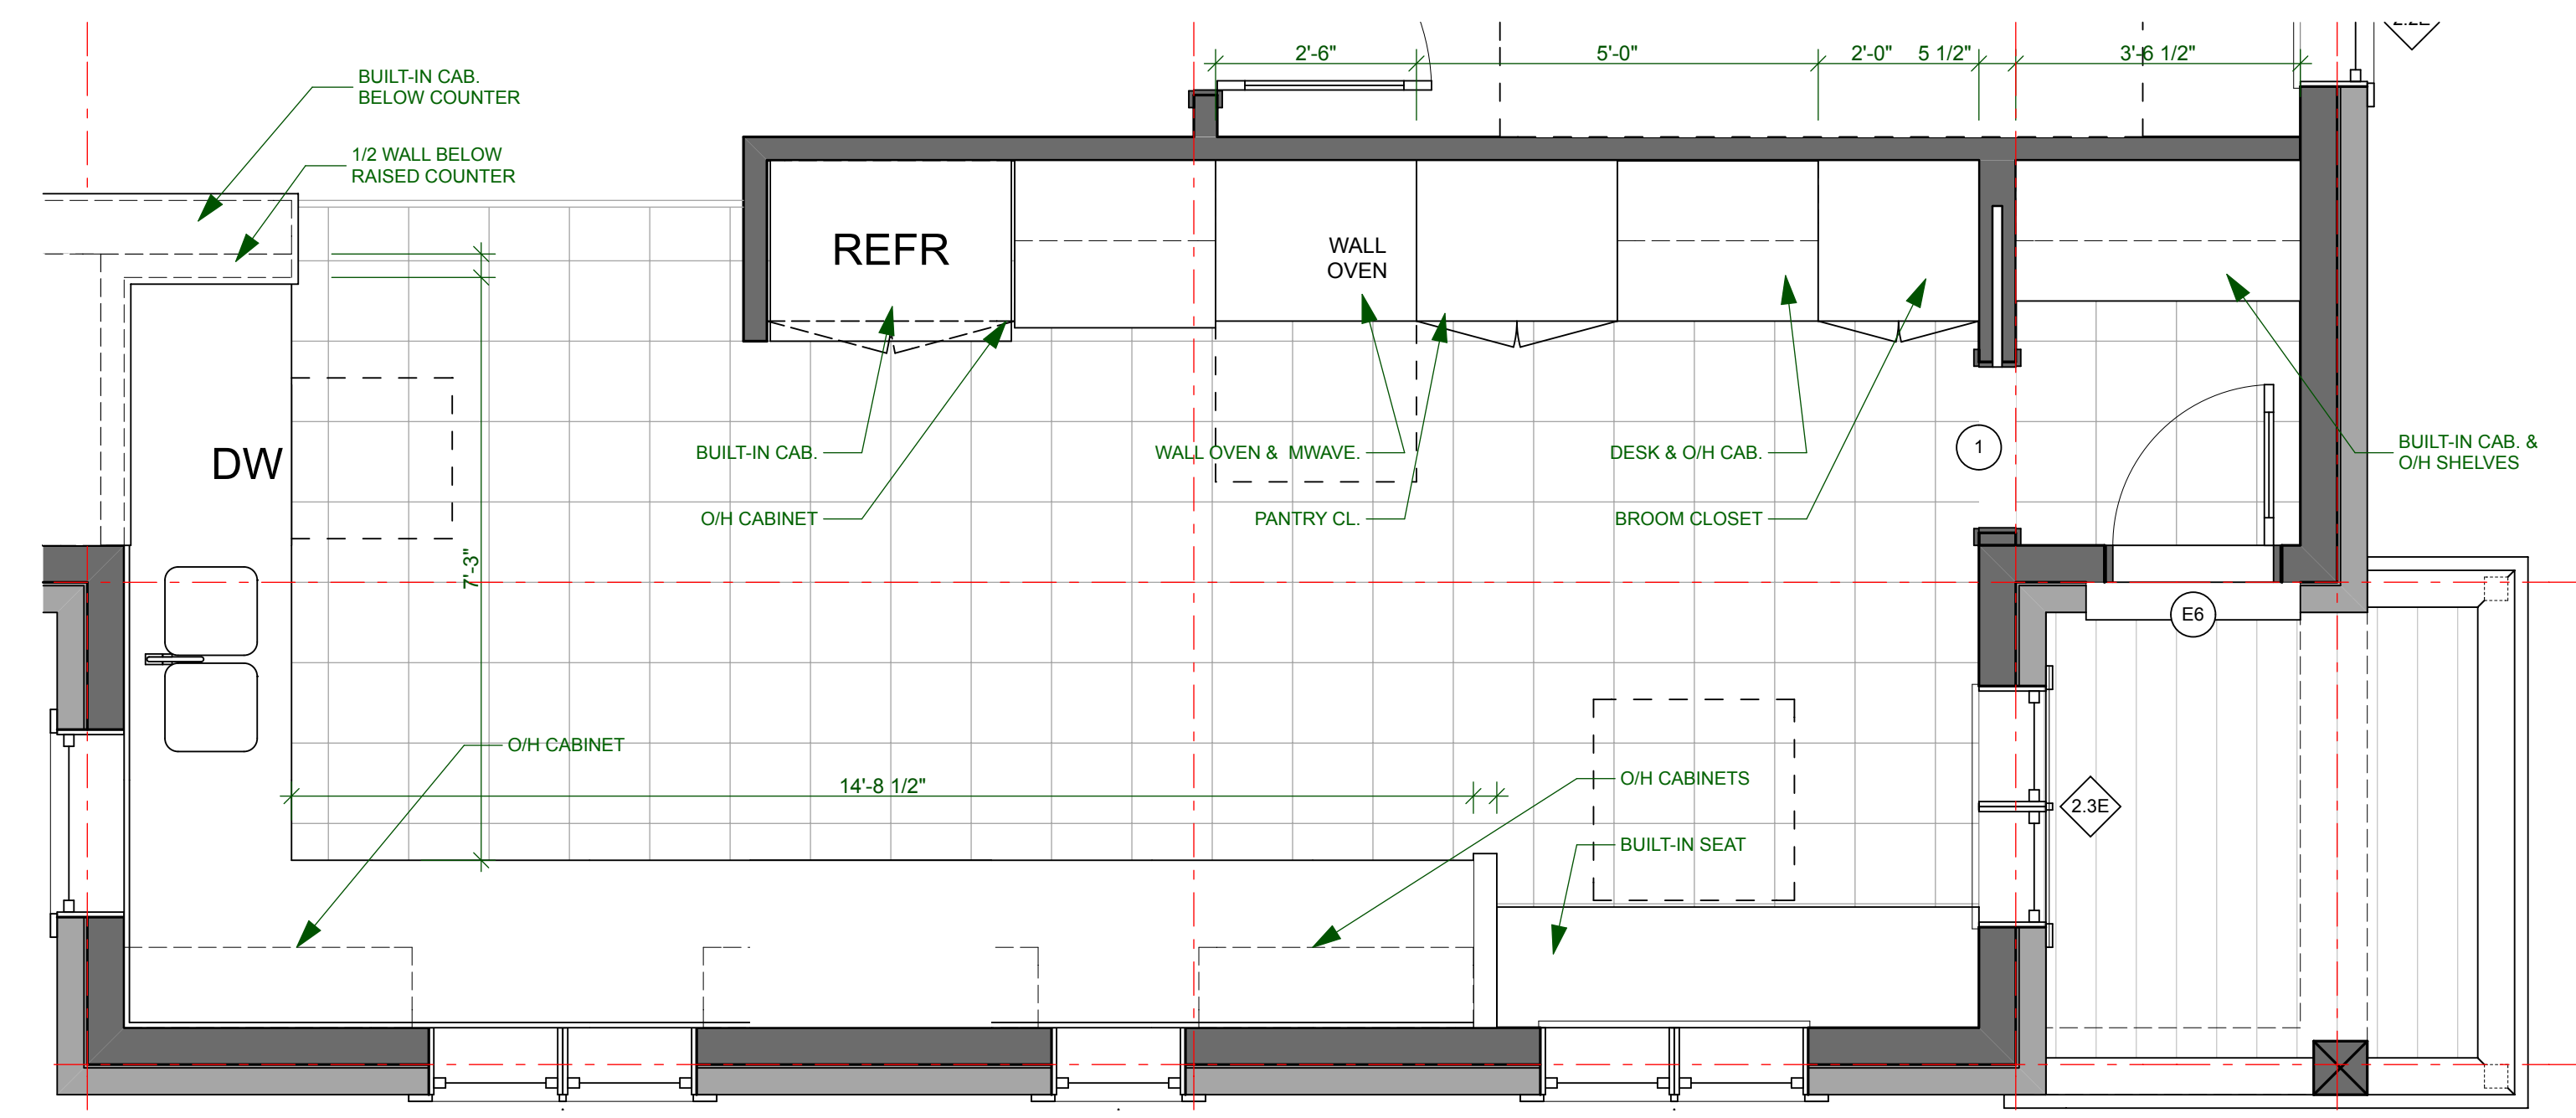 2'-6"
5'-0"
2'-0"
5 1/2"
3'-6 1/2"
BUILT-IN CAB.
BELOW COUNTER
1/2 WALL BELOW
RAISED COUNTER
REFR
WALL
OVEN
DW
BUILT-IN CAB.
WALL OVEN & MWAVE.
DESK & O/H CAB.
1
BUILT-IN CAB. &
O/H SHELVES
O/H CABINET
PANTRY CL.
BROOM CLOSET
7'-3"
E6
O/H CABINET
14'-8 1/2"
O/H CABINETS
2.3E
BUILT-IN SEAT